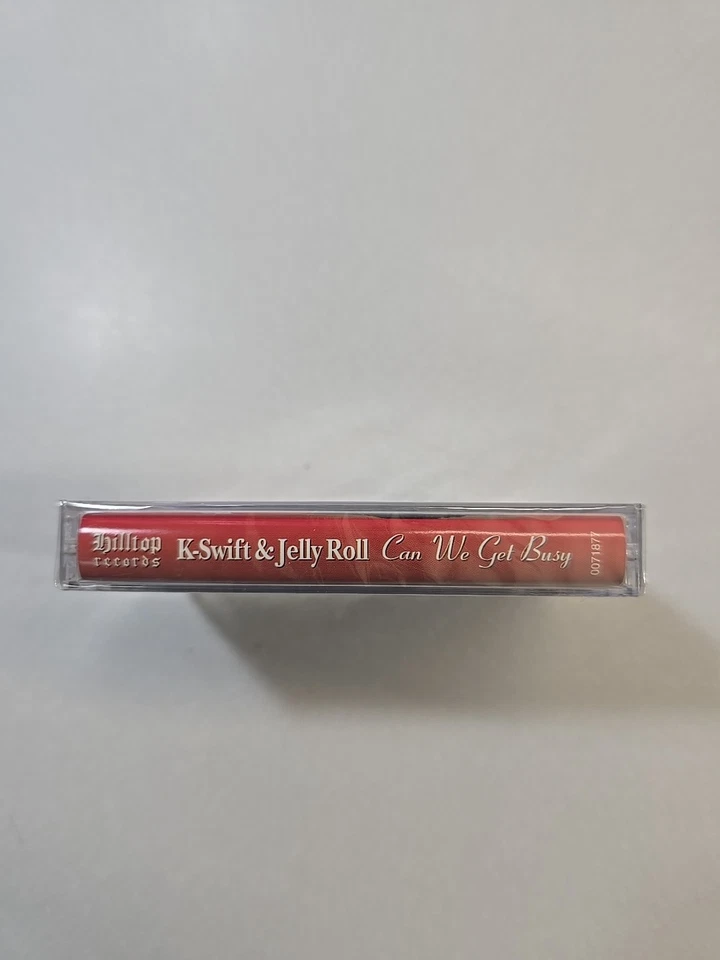 Hilltop
records
K-Swift & Jelly Roll Can We Get Busy
0071877